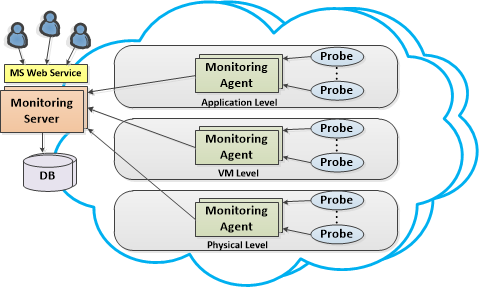 MS Web Service
Monitoring
Server
DB
Monitoring
Agent
Probe
Probe
Application Level
Monitoring
Agent
Probe
Probe
VM Level
Monitoring
Agent
Probe
Probe
Physical Level